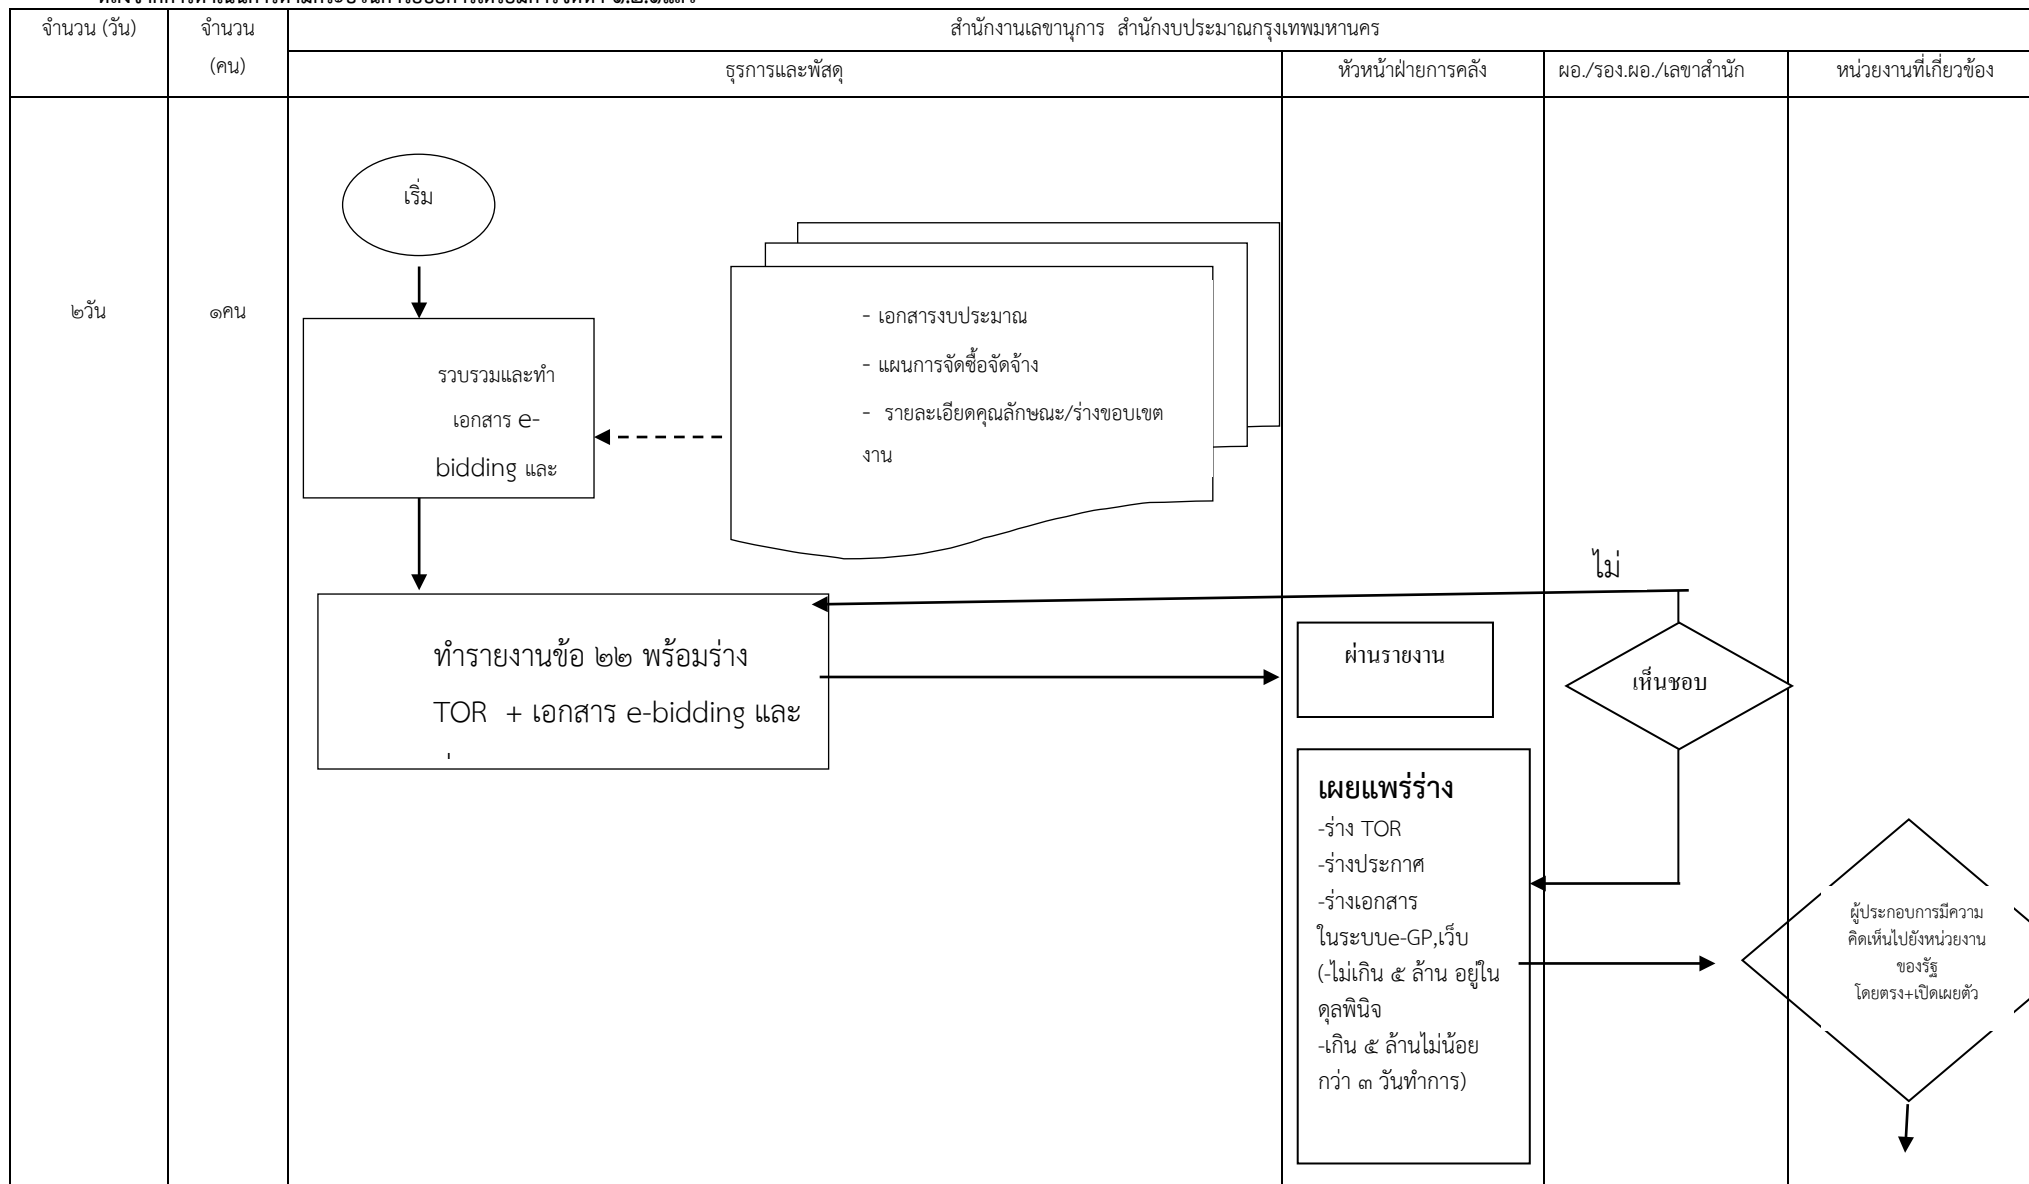 จำนวน (วัน)
จำนวน
(คน)
สำนักงานเลขานุการ สำนักงบประมาณกรุงเทพมหานคร
ธุรการและพัสดุ
หัวหน้าฝ่ายการคลัง
ผอ./รอง.ผอ./เลขาสำนัก
หน่วยงานที่เกี่ยวข้อง
๒วัน
๑คน
เริ่ม
รวบรวมและทำ
เอกสาร e-
bidding และ
- เอกสารงบประมาณ
- แผนการจัดซื้อจัดจ้าง
- รายละเอียดคุณลักษณะ/ร่างขอบเขต
งาน
ไม่
ทำรายงานข้อ ๒๒ พร้อมร่าง
TOR + เอกสาร e-bidding และ
ผ่านรายงาน
เห็นชอบ
เผยแพร่ร่าง
-ร่าง TOR
-ร่างประกาศ
-ร่างเอกสาร
ในระบบe-GP,เว็บ
(-ไม่เกิน ๕ ล้าน อยู่ใน
ดุลพินิจ
-เกิน ๕ ล้านไม่น้อย
กว่า ๓ วันทำการ)
ผู้ประกอบการมีความ
คิดเห็นไปยังหน่วยงาน
ของรัฐ
โดยตรง+เปิดเผยตัว